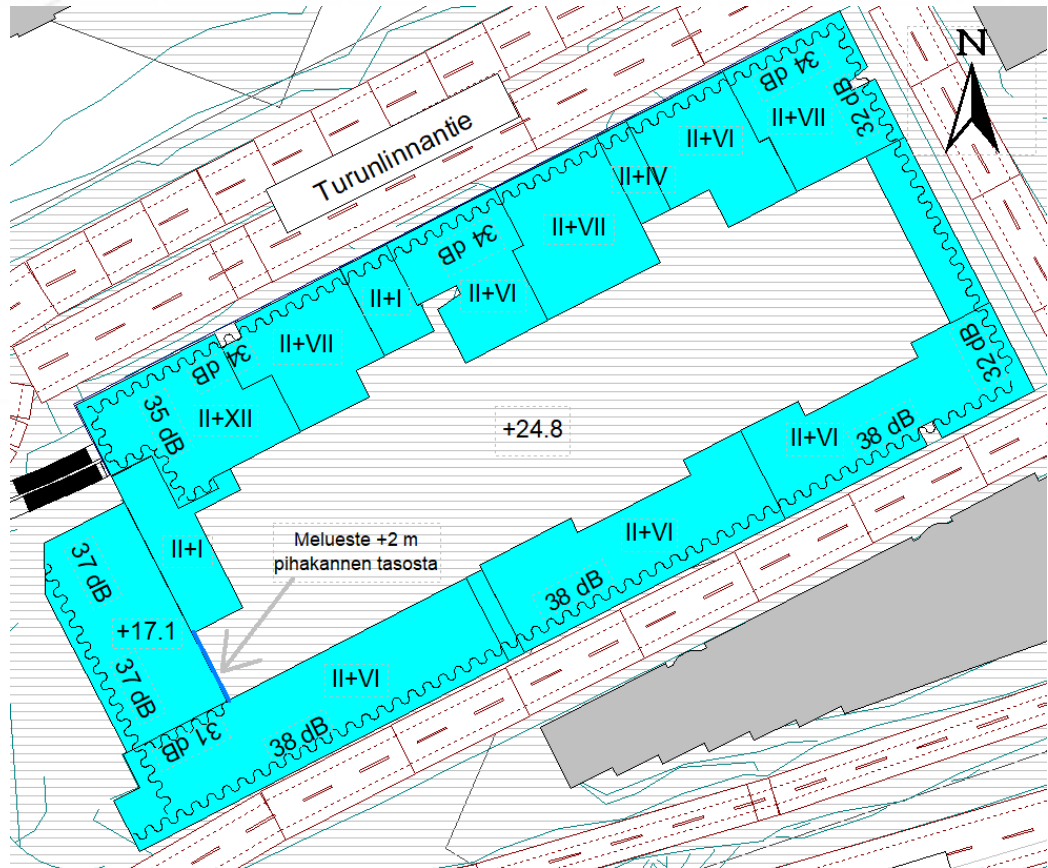 N
34 dB
32 dB
II+VII
II+VI
Turunlinnantie
II+IV
34 dB
II+VII
II+I
II+VI
II+VII
34 dB
32 dB
35 dB
II+XII
+24.8
II+VI
38 dB
Melueste +2 m
pihakannen tasosta
II+I
II+VI
37 dB
38 dB
+17.1
II+VI
37 dB
31 dB
38 dB